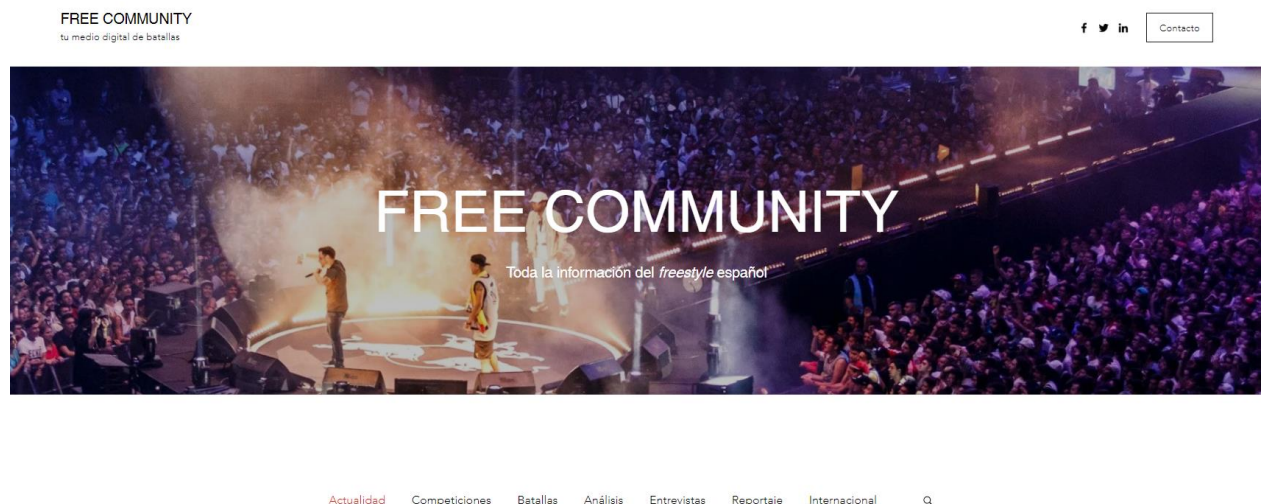 FREE COMMUNITY
tu medio digital de batallas
Contacto
FREE COMMUNITY
Toda la información del freestyle español
Actualidad Competiciones Batallas Análisis Entrevistas Reportaje Internacional